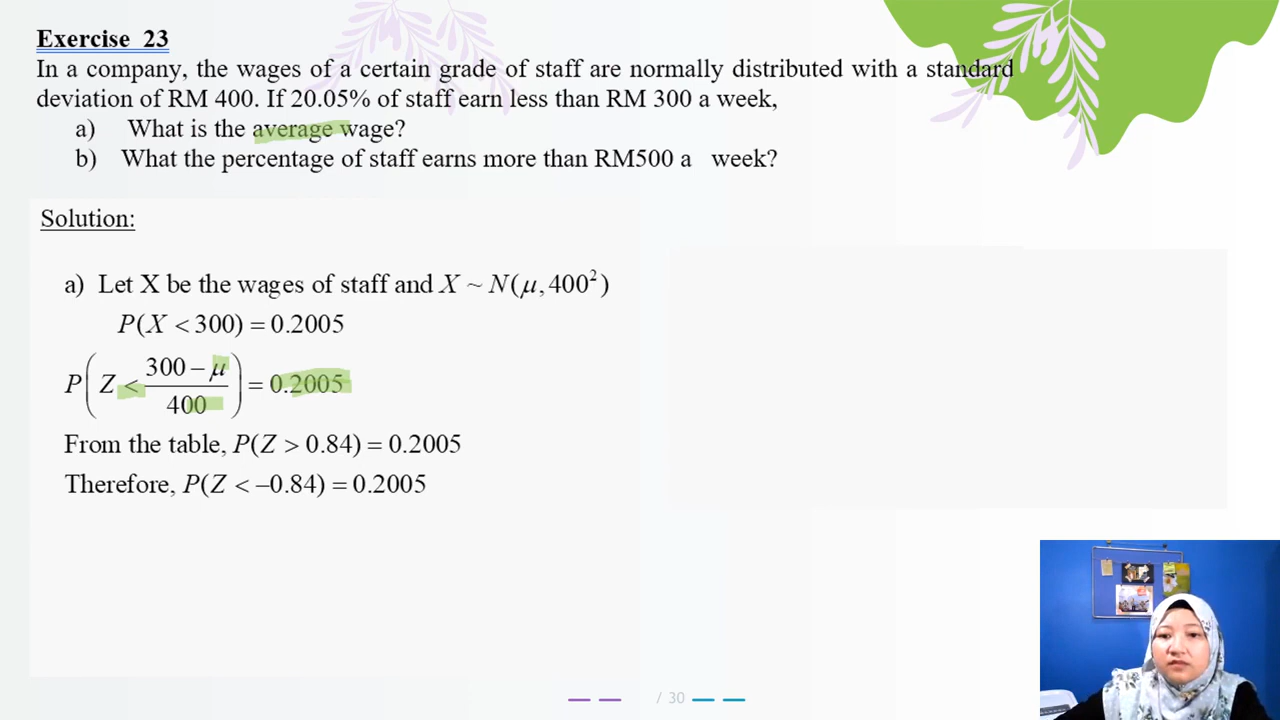 Exercise 23
In a company, the wages of a certain grade of staff are normally distributed with a standard
deviation of RM 400. If 20.05% of staff earn less than RM 300 a week,
a) What is the average wage?
b) What the percentage of staff earns more than RM500 a week?
Solution:
a) Let X be the wages of staff and X ~ N(μ, 400²)
P(X < 300) = 0.2005
P(Z < (300 − μ)/400) = 0.2005
From the table, P(Z > 0.84) = 0.2005
Therefore, P(Z < –0.84) = 0.2005
/ 30